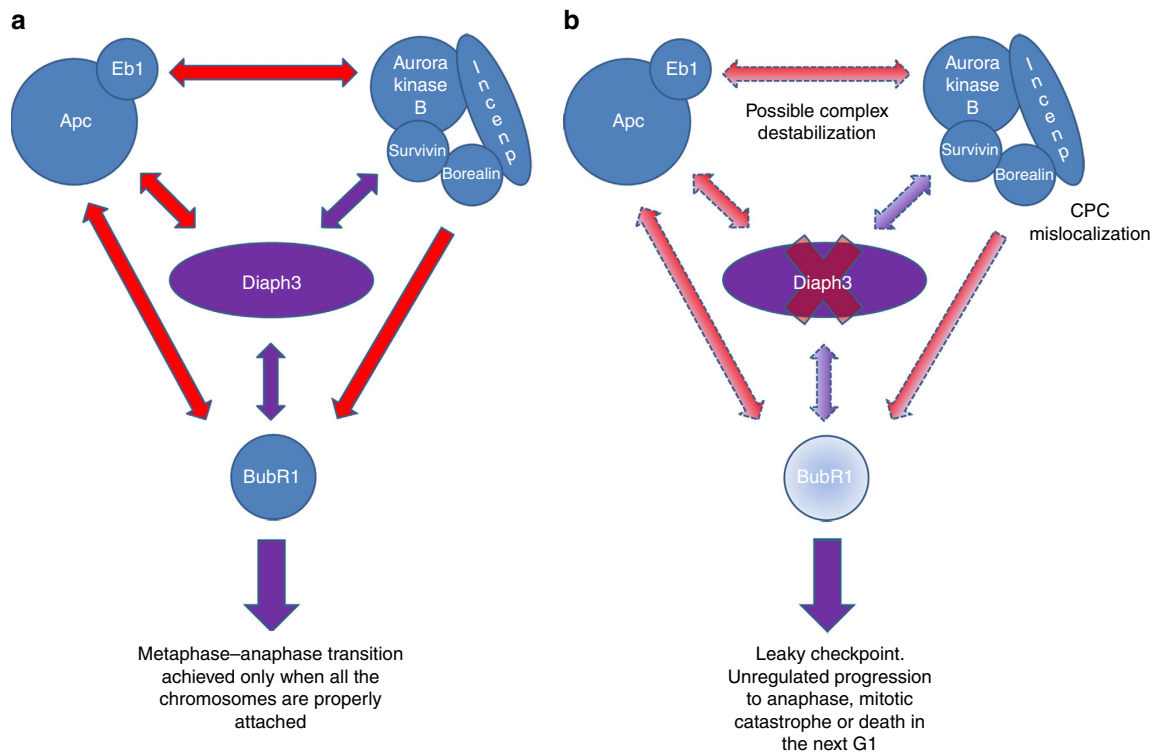 a
Eb1
Apc
Aurora
kinase
B
Incenp
Survivin
Borealin
Diaph3
BubR1
Metaphase–anaphase transition
achieved only when all the
chromosomes are properly
attached
b
Eb1
Apc
Possible complex
destabilization
Aurora
kinase
B
Incenp
Survivin
Borealin
CPC
mislocalization
Diaph3
BubR1
Leaky checkpoint.
Unregulated progression
to anaphase, mitotic
catastrophe or death in
the next G1